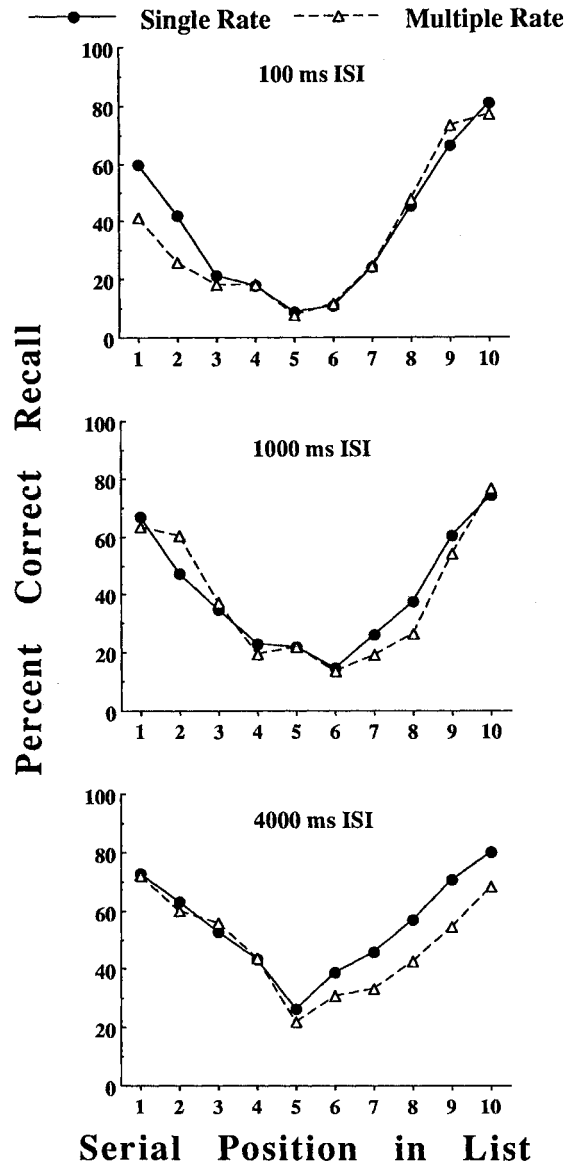 Single Rate Multiple Rate
100 ms ISI
80
60
40
20
0
1 2 3 4 5 6 7 8 9 10
Percent Correct Recall
1000 ms ISI
100
80
60
40
20
0
1 2 3 4 5 6 7 8 9 10
4000 ms ISI
100
80
60
40
20
0
1 2 3 4 5 6 7 8 9 10
Serial Position in List